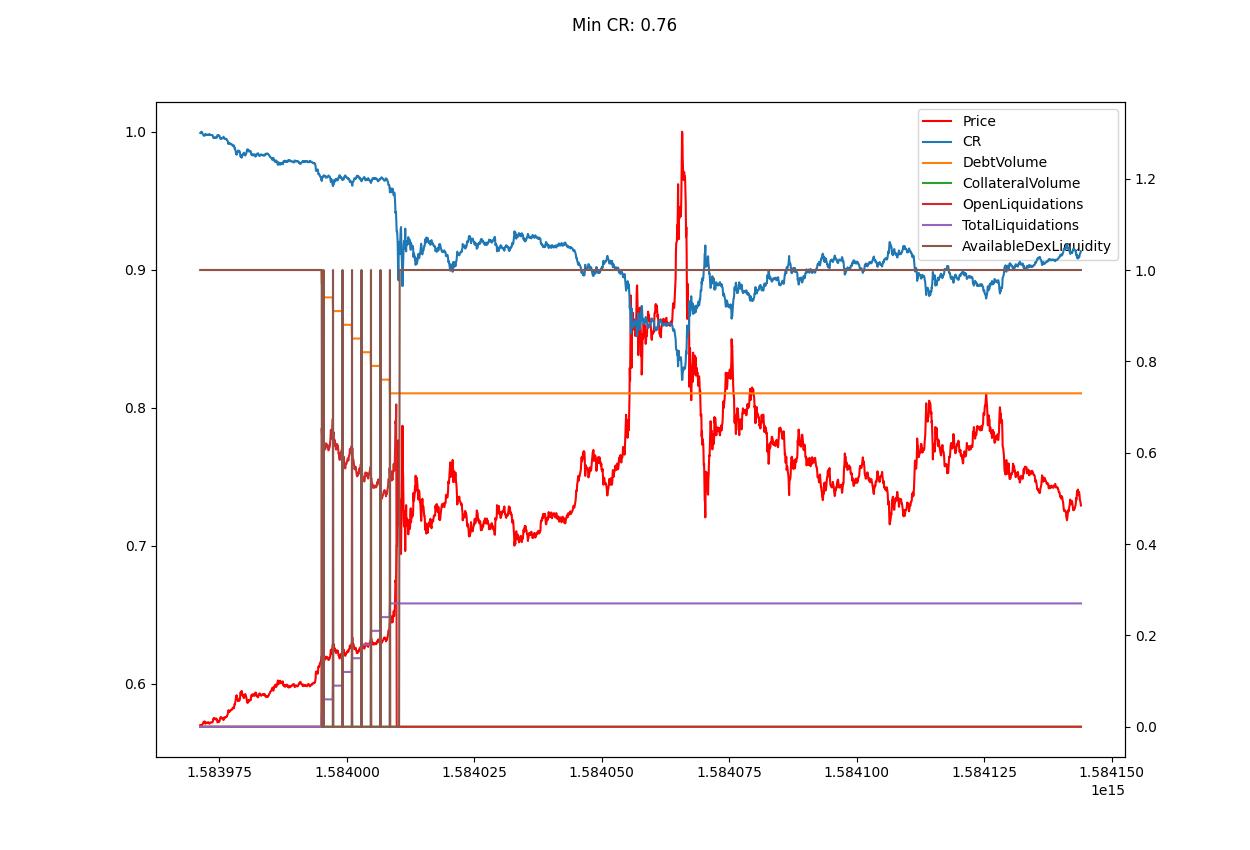 Min CR: 0.76
Price
CR
DebtVolume
CollateralVolume
OpenLiquidations
TotalLiquidations
AvailableDexLiquidity
1.0
0.9
0.8
0.7
0.6
1.2
1.0
0.8
0.6
0.4
0.2
0.0
1.583975 1.584000 1.584025 1.584050 1.584075 1.584100 1.584125 1.584150
1e15